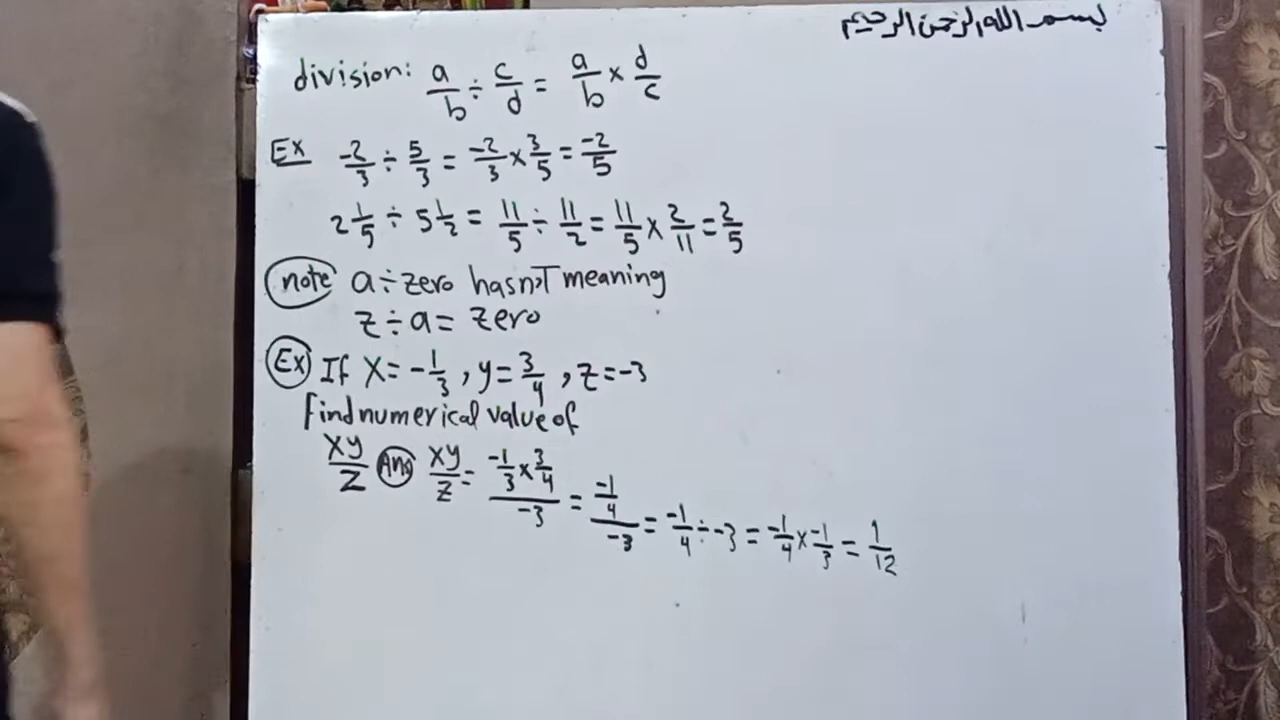 بسم الله الرحمن الرحيم
division: a/b ÷ c/d = a/b × d/c
Ex -2/3 ÷ 5/3 = -2/3 × 3/5 = -2/5
2 1/5 ÷ 5 1/2 = 11/5 ÷ 11/2 = 11/5 × 2/11 = 2/5
note a ÷ zero hasn't meaning
z ÷ a = zero
Ex If X = -1/3 , y = 3/4 , z = -3
Find numerical value of
xy/z Ans xy/z = (-1/3 × 3/4)/-3 = (-1/4)/-3 = -1/4 ÷ -3 = -1/4 × -1/3 = 1/12